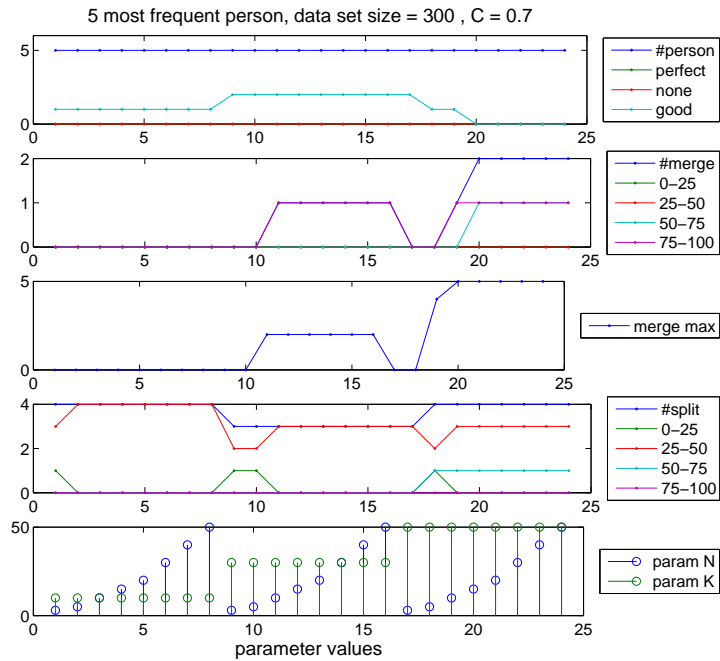 5 most frequent person, data set size = 300 , C = 0.7
5
0
0 5 10 15 20 25
#person
perfect
none
good
2
1
0
0 5 10 15 20 25
#merge
0−25
25−50
50−75
75−100
5
0
0 5 10 15 20 25
merge max
4
2
0
0 5 10 15 20 25
#split
0−25
25−50
50−75
75−100
50
0
0 5 10 15 20 25
param N
param K
parameter values